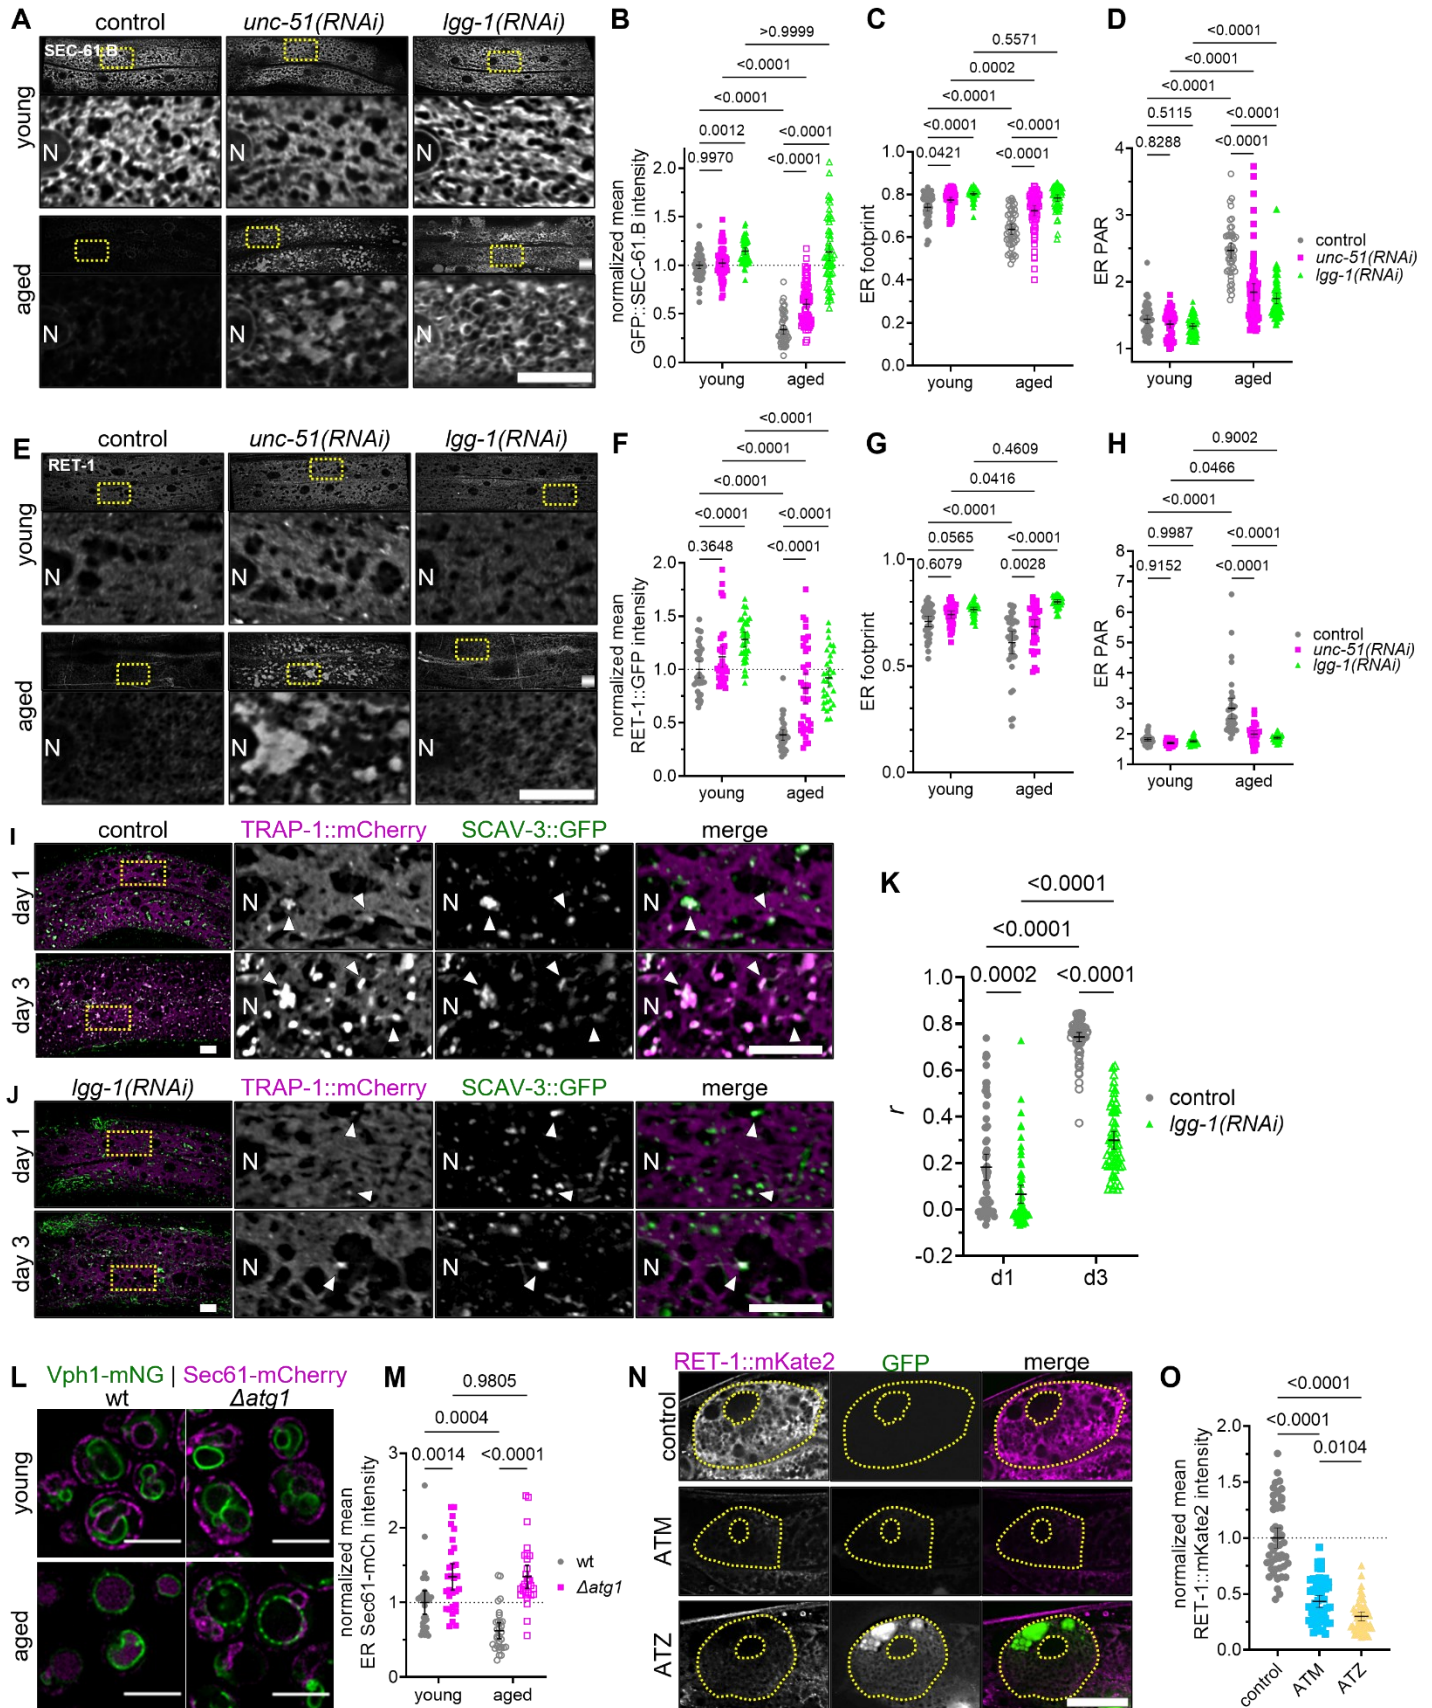 A
control
unc-51(RNAi)
lgg-1(RNAi)
SEC-61.B
young
N
N
N
aged
N
N
N
B
>0.9999
<0.0001
<0.0001
0.0012
<0.0001
0.9970
<0.0001
normalized mean
GFP::SEC-61.B intensity
2.0
1.5
1.0
0.5
0.0
young
aged
C
0.5571
0.0002
<0.0001
<0.0001
<0.0001
0.0421
<0.0001
ER footprint
1.0
0.8
0.6
0.4
0.2
0.0
young
aged
D
<0.0001
<0.0001
<0.0001
0.5115
<0.0001
0.8288
<0.0001
ER PAR
4
3
2
1
young
aged
control
unc-51(RNAi)
lgg-1(RNAi)
E
control
unc-51(RNAi)
lgg-1(RNAi)
RET-1
young
N
N
N
aged
N
N
N
F
<0.0001
<0.0001
<0.0001
<0.0001
<0.0001
0.3648
<0.0001
normalized mean
RET-1::GFP intensity
2.0
1.5
1.0
0.5
0.0
young
aged
G
0.4609
0.0416
<0.0001
0.0565
<0.0001
0.6079
0.0028
ER footprint
1.0
0.5
0.0
young
aged
H
0.9002
0.0466
<0.0001
0.9987
<0.0001
0.9152
<0.0001
ER PAR
8
7
6
5
4
3
2
1
young
aged
control
unc-51(RNAi)
lgg-1(RNAi)
I
control
TRAP-1::mCherry
SCAV-3::GFP
merge
day 1
N
N
N
day 3
N
N
N
J
lgg-1(RNAi)
TRAP-1::mCherry
SCAV-3::GFP
merge
day 1
N
N
N
day 3
N
N
N
K
<0.0001
<0.0001
0.0002
<0.0001
r
1.0
0.8
0.6
0.4
0.2
0.0
-0.2
d1
d3
control
lgg-1(RNAi)
L
Vph1-mNG | Sec61-mCherry
wt
Δatg1
young
aged
M
0.9805
0.0004
0.0014
<0.0001
normalized mean
ER Sec61-mCh intensity
3
2
1
0
young
aged
wt
Δatg1
N
RET-1::mKate2
GFP
merge
control
ATM
ATZ
O
<0.0001
<0.0001
0.0104
normalized mean
RET-1::mKate2 intensity
2.0
1.5
1.0
0.5
0.0
control
ATM
ATZ